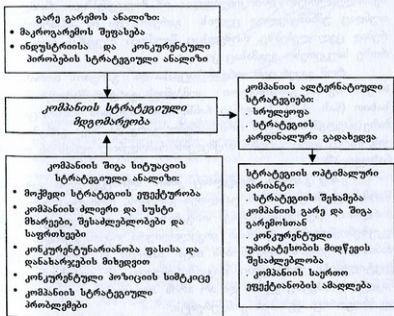 გარე გარემოს ანალიზი:
• მაკროგარემოს შეფასება
• ინდუსტრიისა და კონკურენტული
პირობების სტრატეგიული ანალიზი
კომპანიის სტრატეგიული
მდგომარეობა
კომპანიის შიგა სიტუაციის
სტრატეგიული ანალიზი:
• მოქმედი სტრატეგიის ეფექტურობა
• კომპანიის ძლიერი და სუსტი
მხარეები, შესაძლებლობები და
საფრთხეები
• კონკურენტუნარიანობა ფასისა და
დანახარჯების მიხედვით
• კონკურენტული პოზიციის სიმტკიცე
• კომპანიის სტრატეგიული
პრობლემები
კომპანიის ალტერნატიული
სტრატეგიები:
. სრულყოფა
. სტრატეგიის
კარდინალური გადახედვა
სტრატეგიის ოპტიმალური
ვარიანტი:
. სტრატეგიის შეხამება
კომპანიის გარე და შიგა
გარემოსთან
. კონკურენტული
უპირატესობის მიღწევის
შესაძლებლობა
. კომპანიის საერთო
ეფექტიანობის ამაღლება